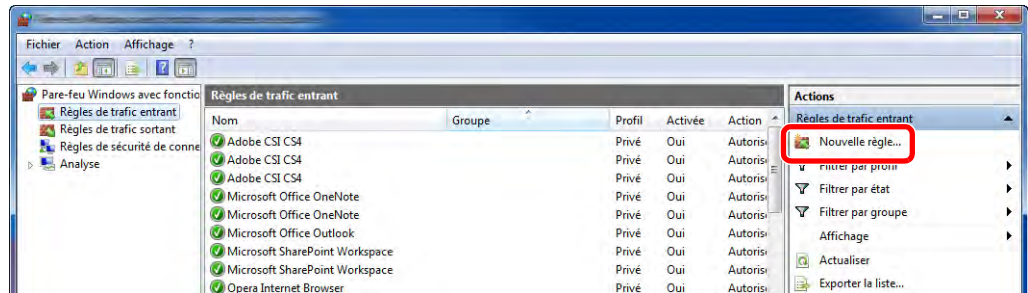 Fichier Action Affichage ?
Pare-feu Windows avec fonctio
Règles de trafic entrant
Règles de trafic sortant
Règles de sécurité de conne
Analyse
Règles de trafic entrant
Nom Groupe Profil Activée Action
Adobe CSI CS4 Privé Oui Autoris
Adobe CSI CS4 Privé Oui Autoris
Adobe CSI CS4 Privé Oui Autoris
Microsoft Office OneNote Privé Oui Autoris
Microsoft Office OneNote Privé Oui Autoris
Microsoft Office Outlook Privé Oui Autoris
Microsoft SharePoint Workspace Privé Oui Autoris
Microsoft SharePoint Workspace Privé Oui Autoris
Opera Internet Browser Privé Oui Autoris
Actions
Règles de trafic entrant
Nouvelle règle...
Filtrer par profil
Filtrer par état
Filtrer par groupe
Affichage
Actualiser
Exporter la liste...